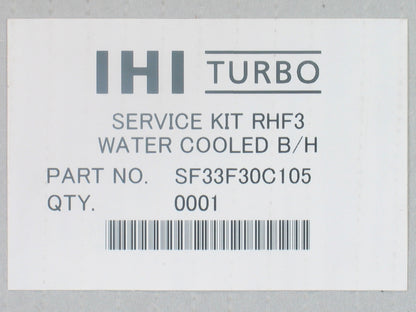 IHI TURBO
SERVICE KIT RHF3
WATER COOLED B/H
PART NO. SF33F30C105
QTY. 0001